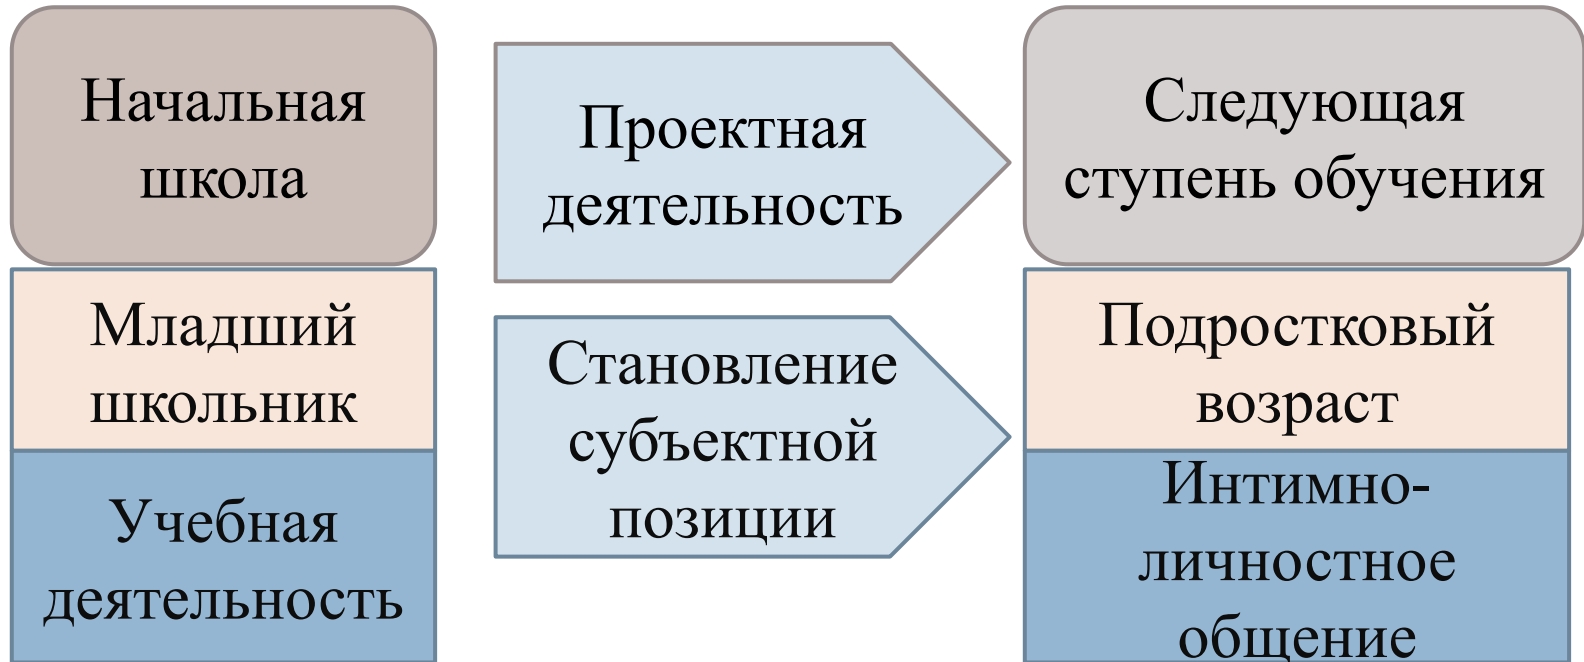 Начальная
школа
Младший
школьник
Учебная
деятельность
Проектная
деятельность
Становление
субъектной
позиции
Следующая
ступень обучения
Подростковый
возраст
Интимно-
личностное
общение